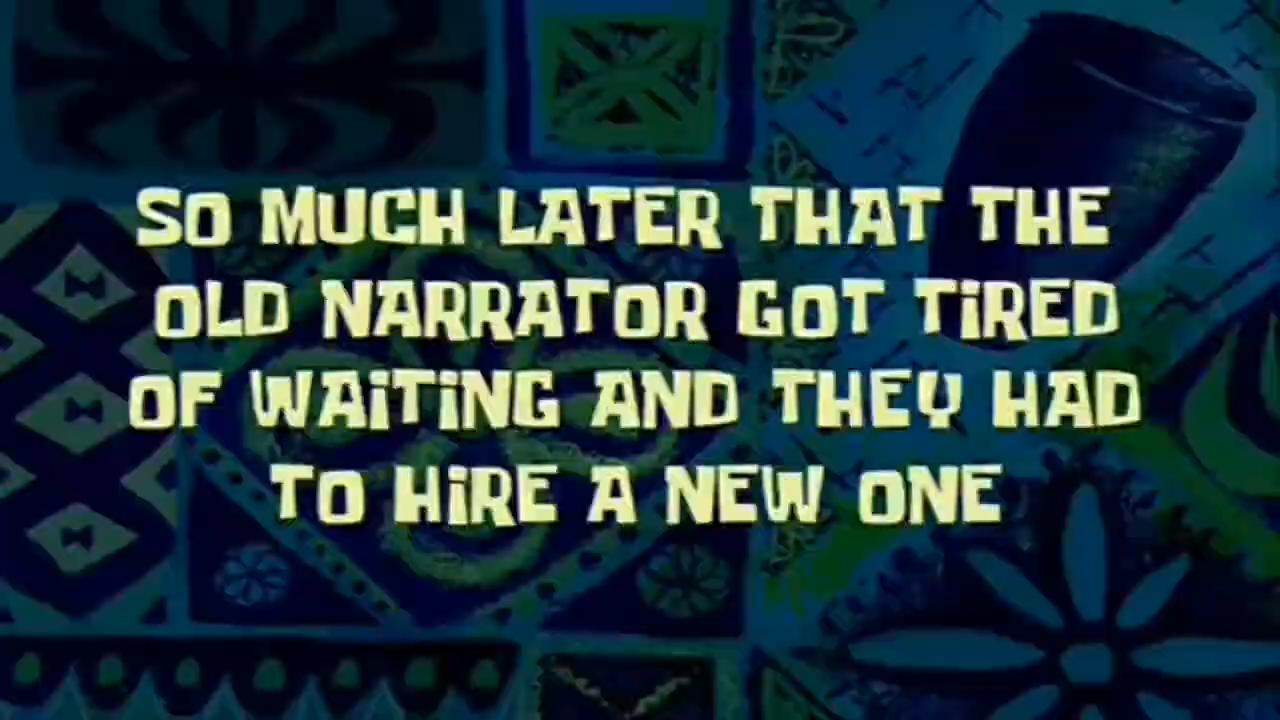 SO MUCH LATER THAT THE
OLD NARRATOR GOT TiRED
OF WAiTiNG AND THEY HAD
TO HiRE A NEW ONE